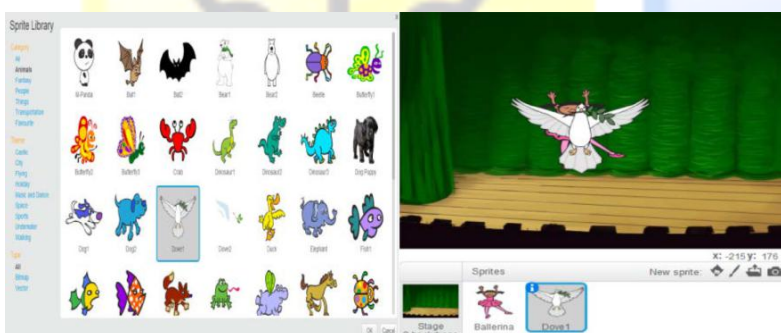 Sprite Library
Category
All
Animals
Fantasy
People
Things
Transportation
Favourite
Theme
Castle
City
Flying
Holiday
Music and Dance
Space
Sports
Underwater
Walking
Type
All
Bitmap
Vector
Bat1 Bat2 Bear1 Bear2 Beetle Butterfly1
Butterfly2 Butterfly3 Crab Dinosaur1 Dinosaur2 Dinosaur3 Dog Puppy
Dog1 Dog2 Dove1 Dove2 Duck Elephant Fish1
OK Cancel
x: -215 y: 176
Sprites New sprite:
Stage Ballerina Dove1